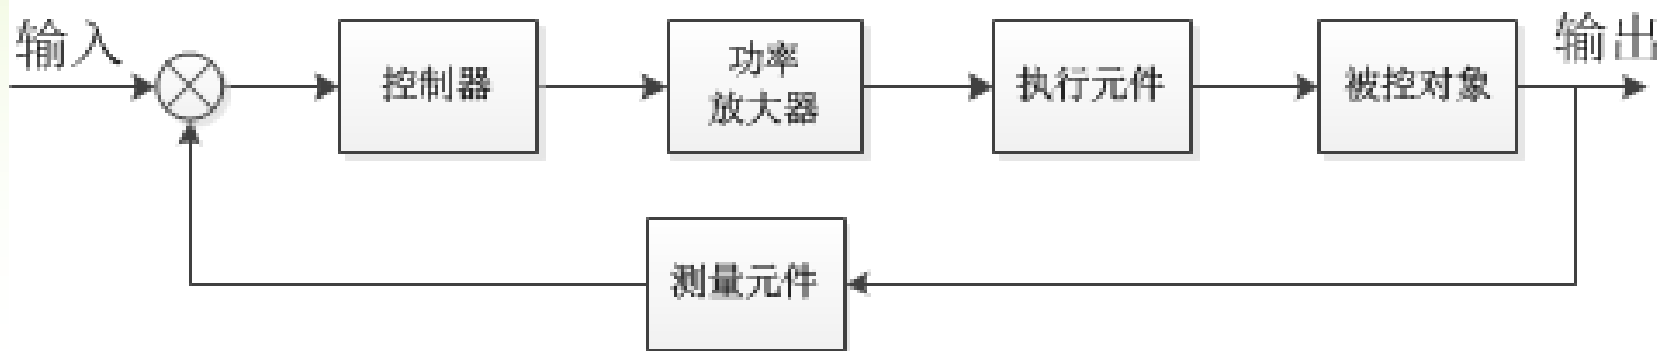 输入
控制器
功率
放大器
执行元件
被控对象
输出
测量元件